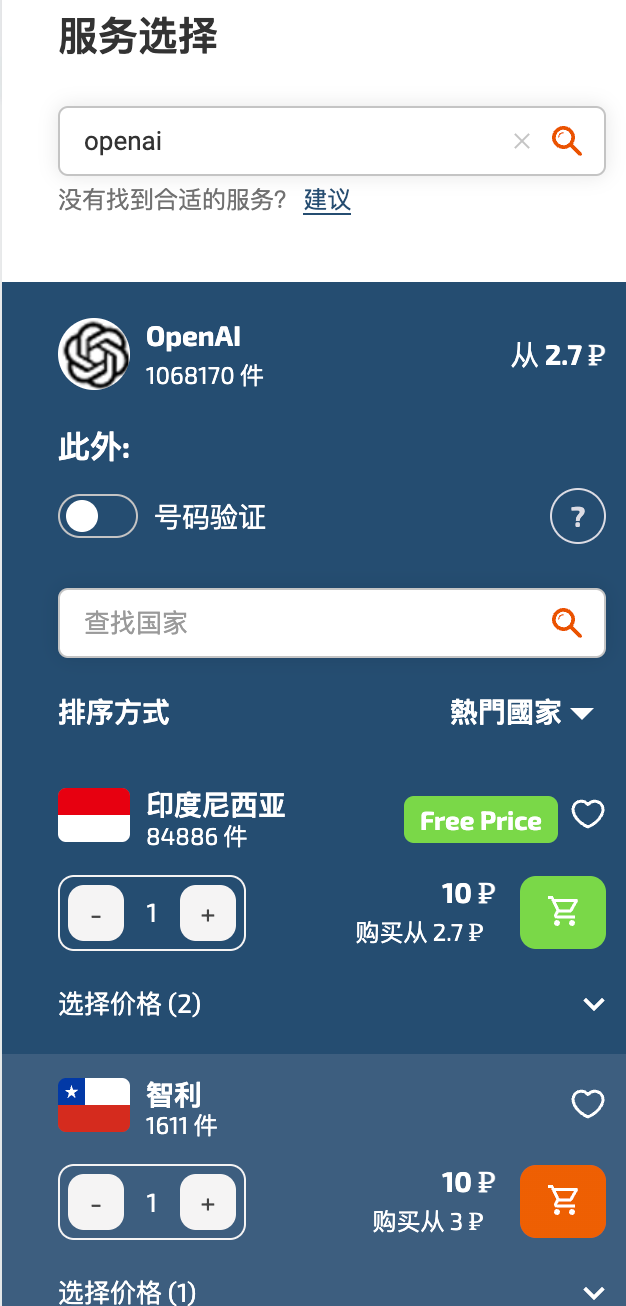 服务选择
openai
没有找到合适的服务? 建议
OpenAI
1068170 件
从 2.7 ₽
此外:
号码验证
?
查找国家
排序方式
熱門國家
印度尼西亚
84886 件
Free Price
- 1 +
10 ₽
购买从 2.7 ₽
选择价格 (2)
智利
1611 件
- 1 +
10 ₽
购买从 3 ₽
选择价格 (1)